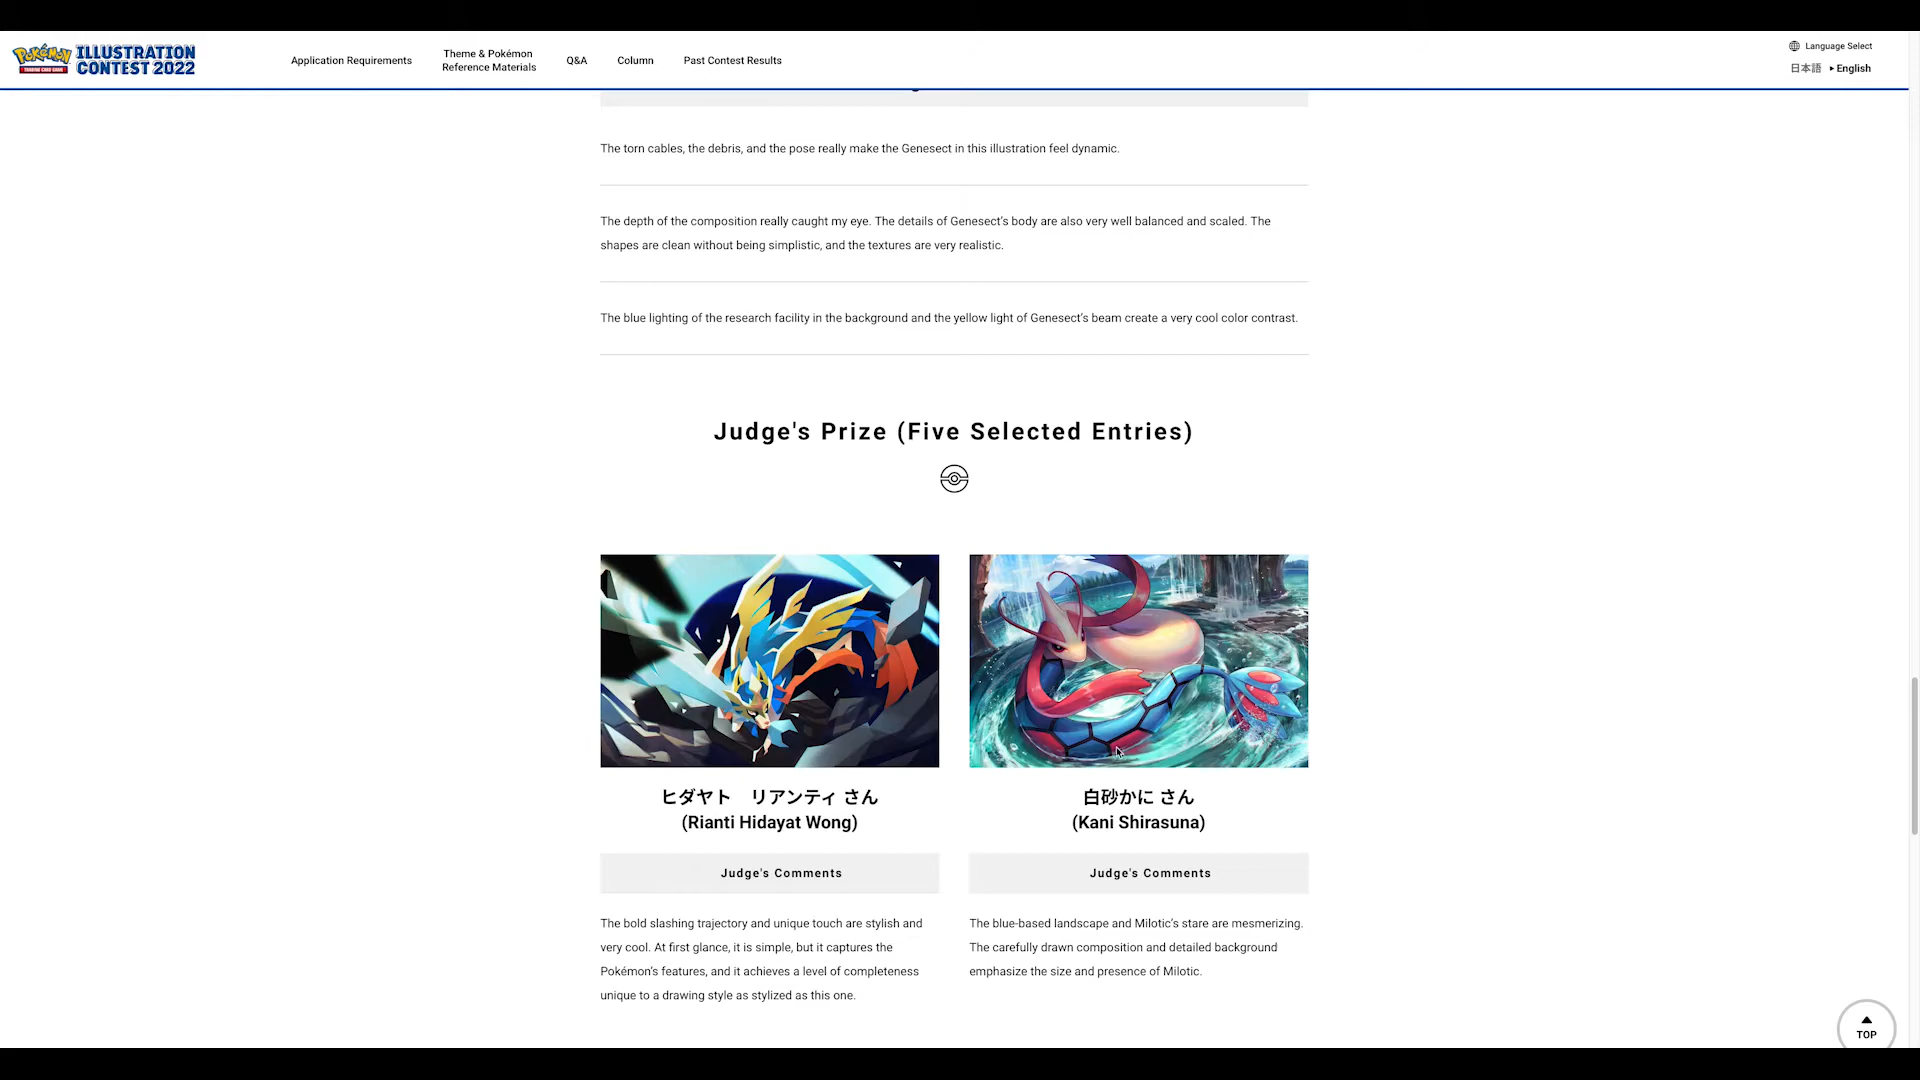 Pokémon
TRADING CARD GAME
ILLUSTRATION
CONTEST 2022
Application Requirements
Theme & Pokémon
Reference Materials
Q&A
Column
Past Contest Results
Language Select
日本語 ▸ English
The torn cables, the debris, and the pose really make the Genesect in this illustration feel dynamic.
The depth of the composition really caught my eye. The details of Genesect's body are also very well balanced and scaled. The
shapes are clean without being simplistic, and the textures are very realistic.
The blue lighting of the research facility in the background and the yellow light of Genesect's beam create a very cool color contrast.
Judge's Prize (Five Selected Entries)
ヒダヤト　リアンティ さん
(Rianti Hidayat Wong)
Judge's Comments
The bold slashing trajectory and unique touch are stylish and
very cool. At first glance, it is simple, but it captures the
Pokémon's features, and it achieves a level of completeness
unique to a drawing style as stylized as this one.
白砂かに さん
(Kani Shirasuna)
Judge's Comments
The blue-based landscape and Milotic's stare are mesmerizing.
The carefully drawn composition and detailed background
emphasize the size and presence of Milotic.
TOP